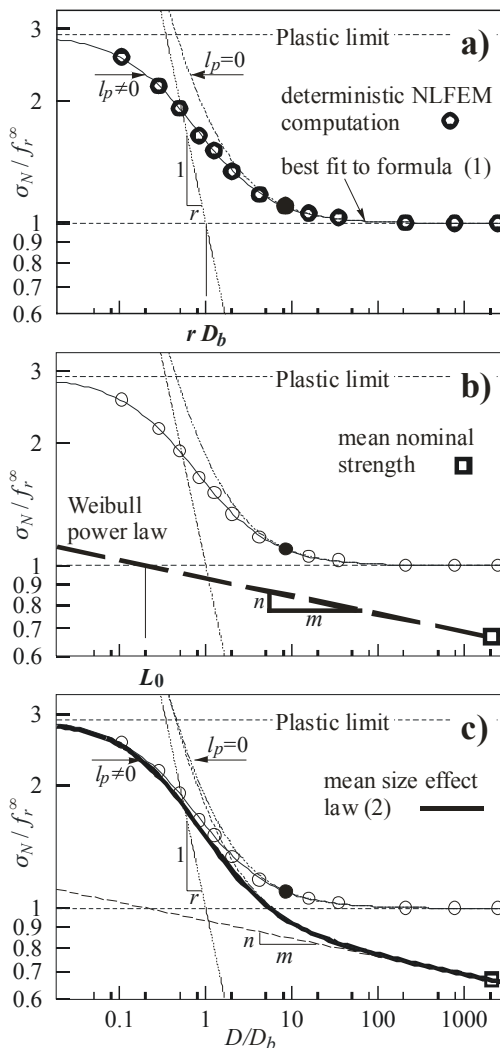 3
Plastic limit
a)
l_p≠0
l_p=0
2
deterministic NLFEM
computation
σ_N / f_r^∞
1
best fit to formula (1)
r
1
0.9
0.8
0.7
0.6
r D_b
3
Plastic limit
b)
2
mean nominal
strength
σ_N / f_r^∞
Weibull
power law
1
0.9
n
0.8
m
0.7
0.6
L_0
3
Plastic limit
c)
l_p=0
l_p≠0
2
mean size effect
law (2)
σ_N / f_r^∞
1
r
1
0.9
n
m
0.8
0.7
0.6
0.1 1 10 100 1000
D/D_b